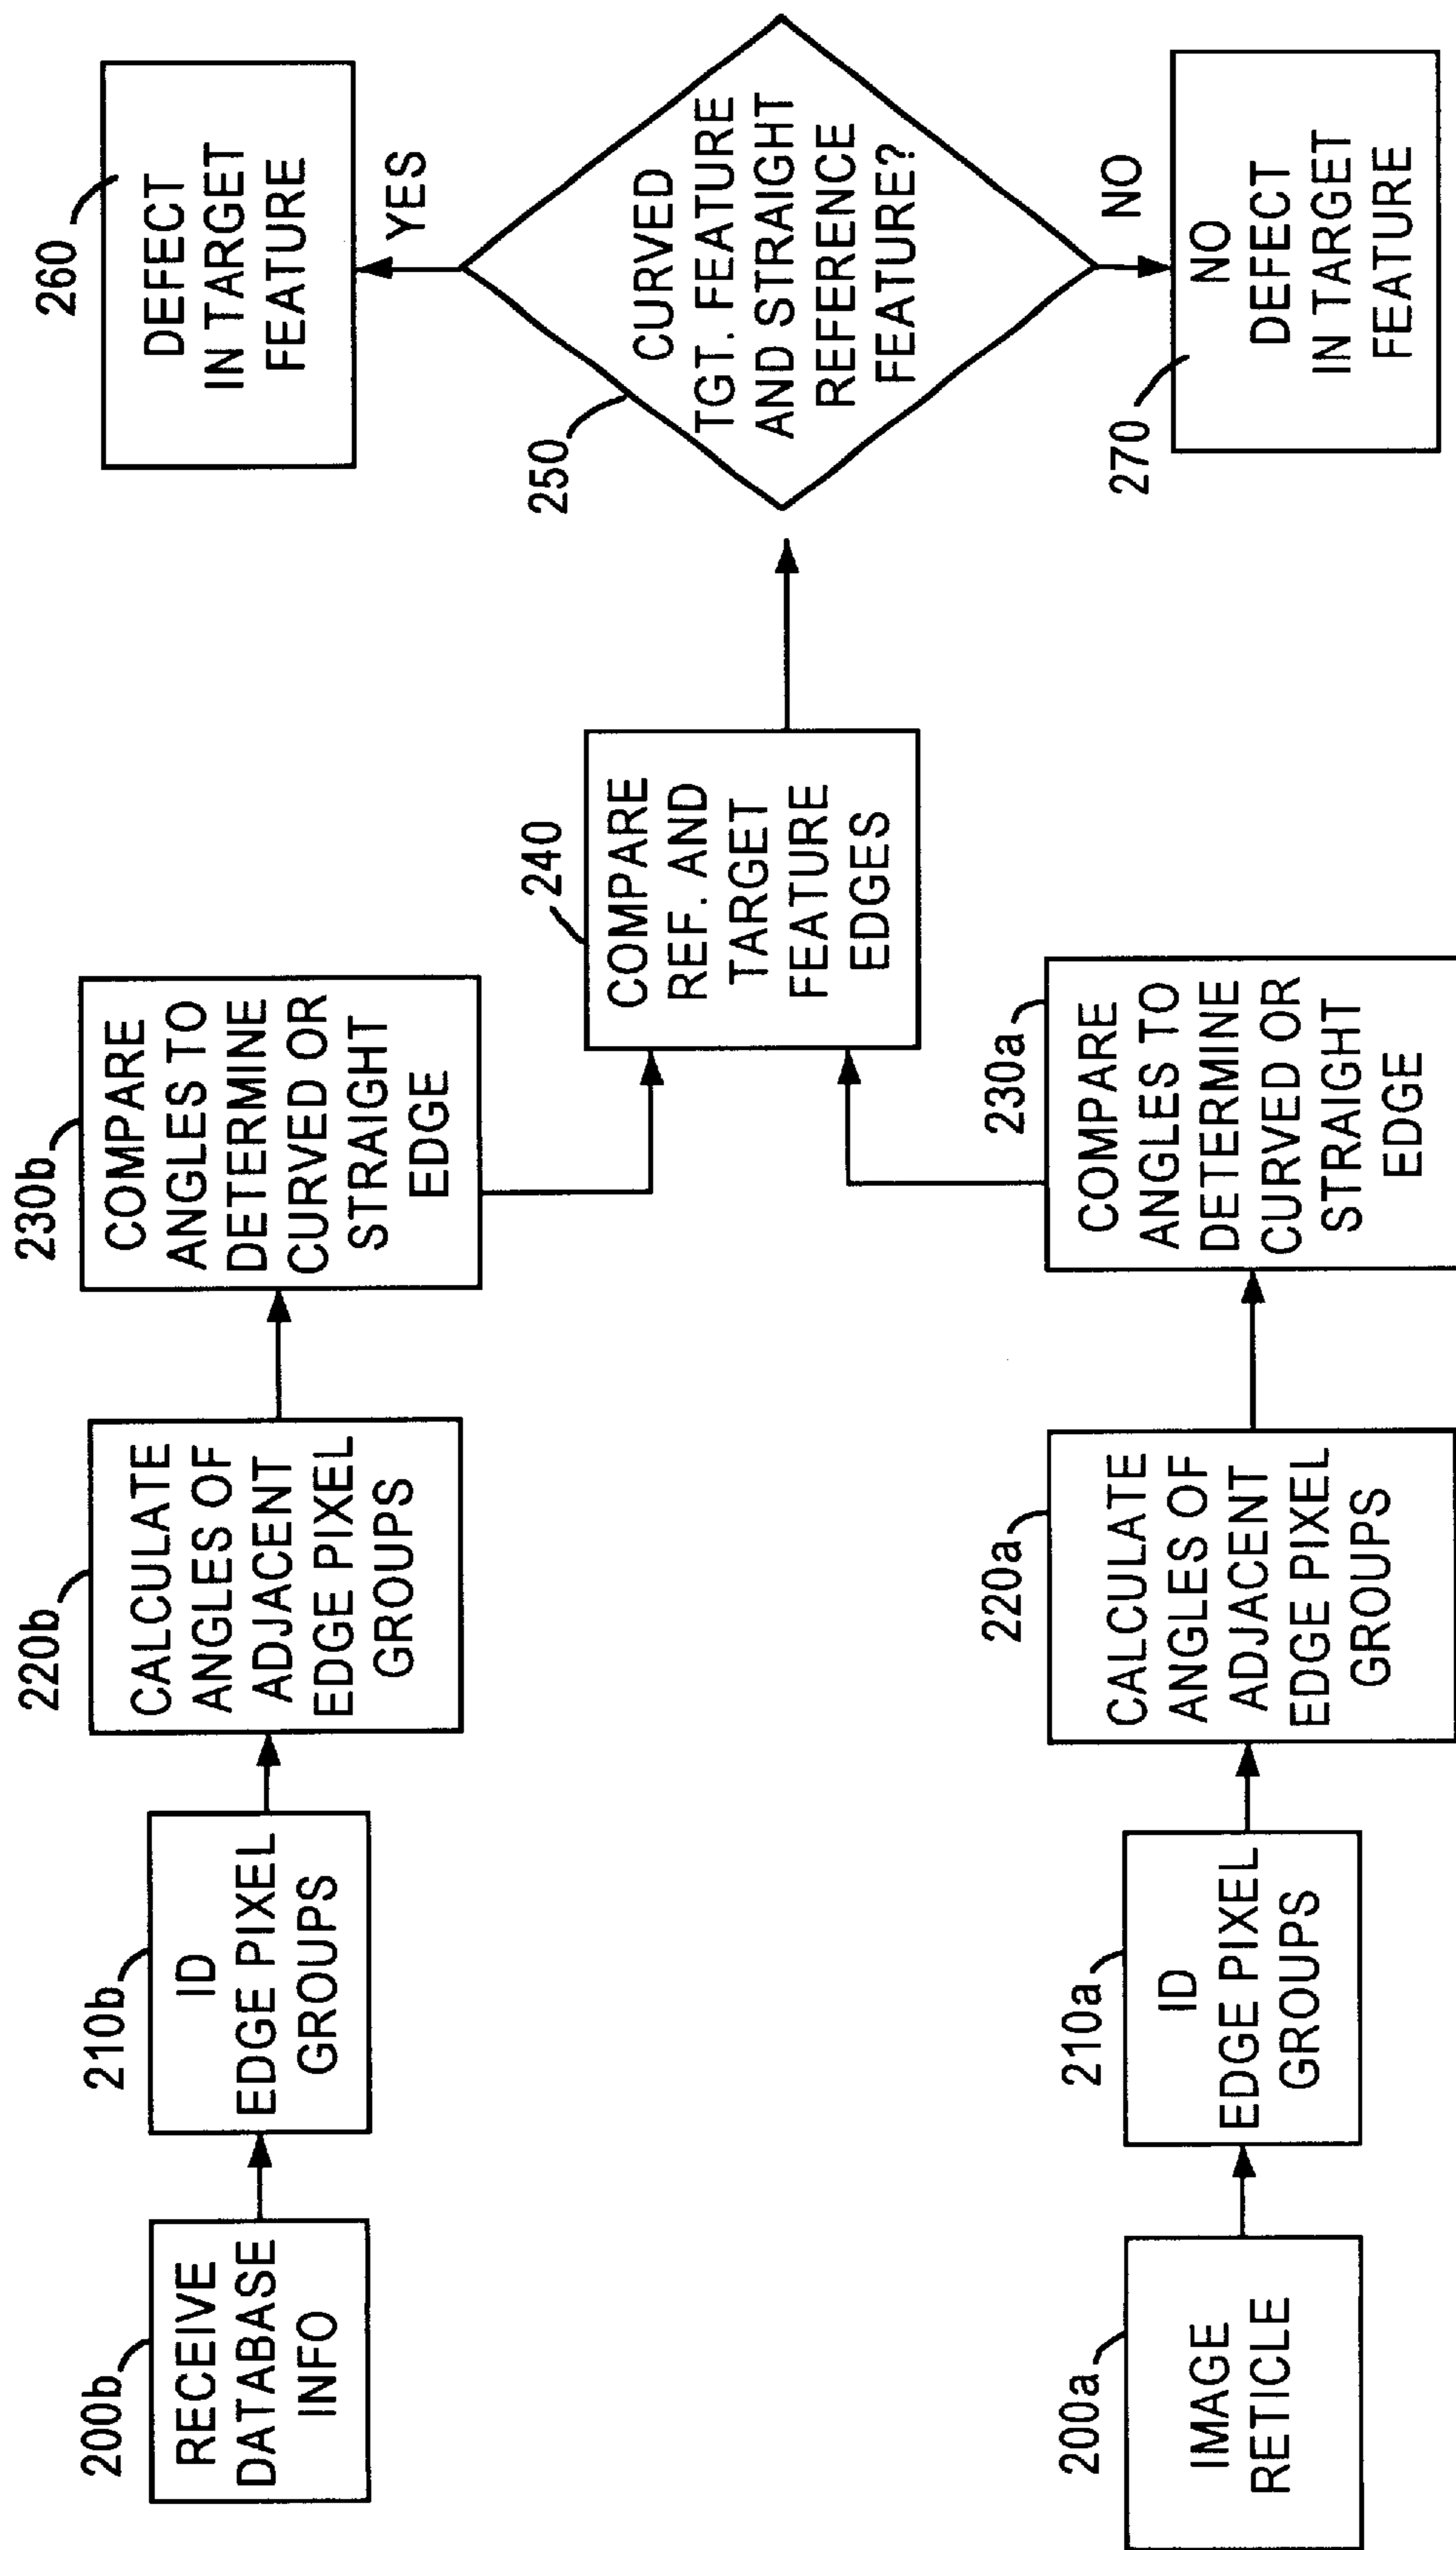 200b
RECEIVE
DATABASE
INFO
210b
ID
EDGE PIXEL
GROUPS
220b
CALCULATE
ANGLES OF
ADJACENT
EDGE PIXEL
GROUPS
230b
COMPARE
ANGLES TO
DETERMINE
CURVED OR
STRAIGHT
EDGE
200a
IMAGE
RETICLE
210a
ID
EDGE PIXEL
GROUPS
220a
CALCULATE
ANGLES OF
ADJACENT
EDGE PIXEL
GROUPS
230a
COMPARE
ANGLES TO
DETERMINE
CURVED OR
STRAIGHT
EDGE
240
COMPARE
REF. AND
TARGET
FEATURE
EDGES
250
CURVED
TGT. FEATURE
AND STRAIGHT
REFERENCE
FEATURE?
YES
260
DEFECT
IN TARGET
FEATURE
NO
270
NO
DEFECT
IN TARGET
FEATURE